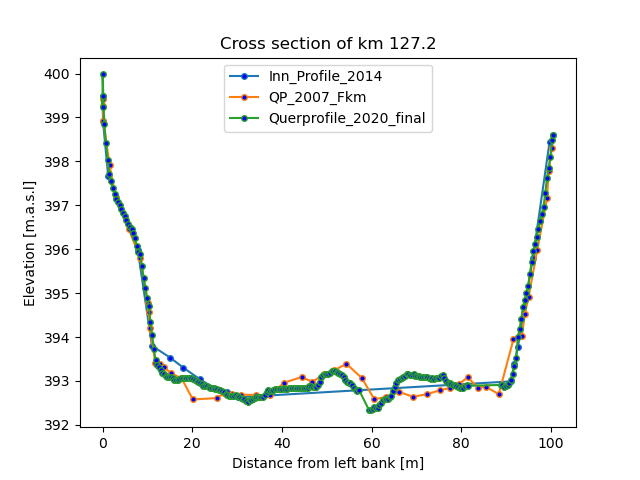 Cross section of km 127.2
Inn_Profile_2014
QP_2007_Fkm
Querprofile_2020_final
Elevation [m.a.s.l]
400
399
398
397
396
395
394
393
392
0 20 40 60 80 100
Distance from left bank [m]